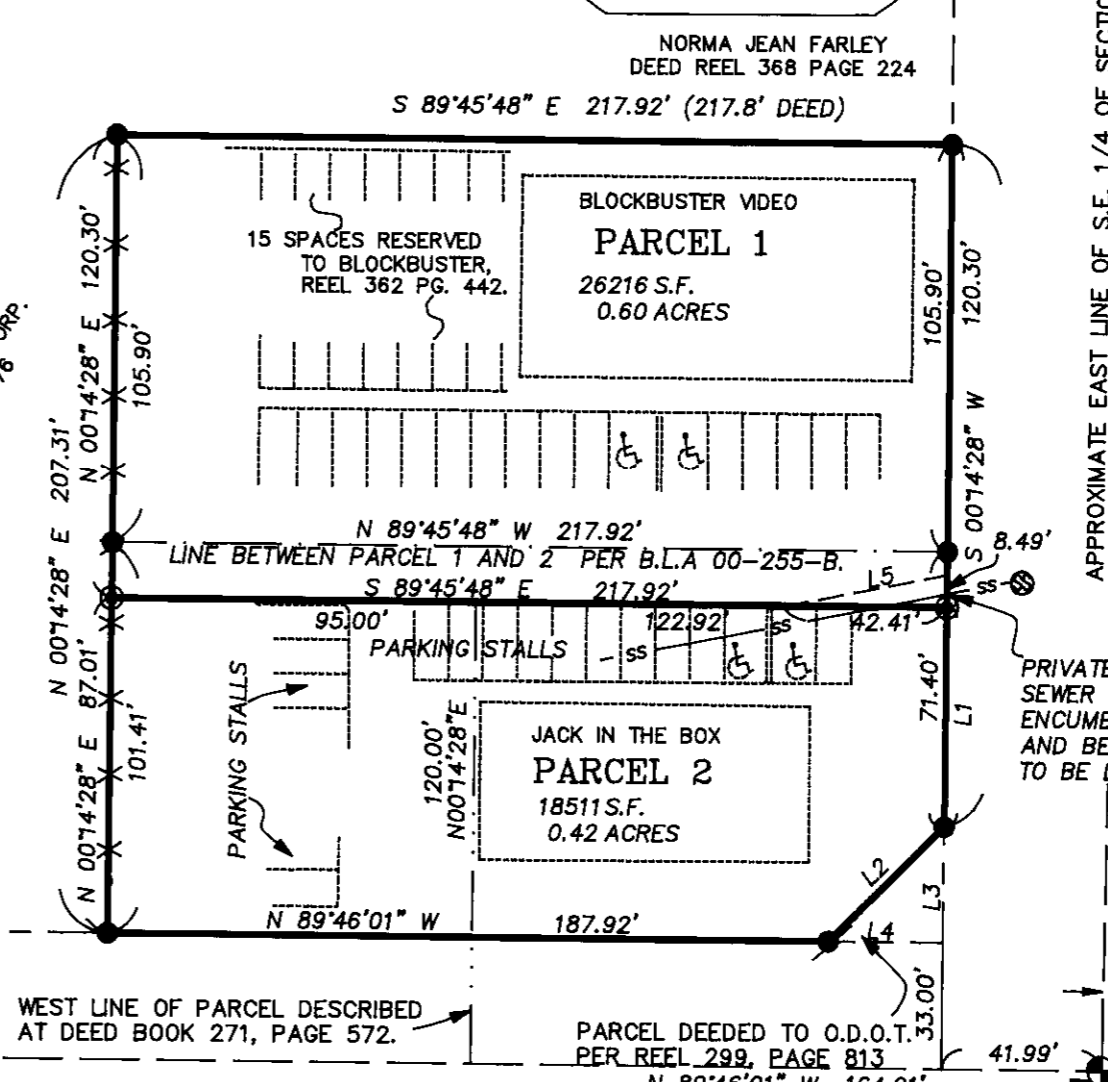 NORMA JEAN FARLEY
DEED REEL 368 PAGE 224
S 89°45'48" E 217.92' (217.8' DEED)
BLOCKBUSTER VIDEO
PARCEL 1
26216 S.F.
0.60 ACRES
15 SPACES RESERVED
TO BLOCKBUSTER,
REEL 362 PG. 442.
N 00°14'28" E 120.30'
105.90'
N 00°14'28" E 207.31'
105.90'
S 00°14'28" W 120.30'
APPROXIMATE EAST LINE OF S.E. 1/4 OF
N 89°45'48" W 217.92'
LINE BETWEEN PARCEL 1 AND 2 PER B.L.A 00-255-B.
S 89°45'48" E 217.92'
L5
8.49'
SS
95.00'
122.92
SS
42.41'
PARKING STALLS
SS
PARKING STALLS
N 00°14'28" E 87.01'
101.41'
120.00'
N00°14'28"E
JACK IN THE BOX
PARCEL 2
18511 S.F.
0.42 ACRES
71.40'
L1
PRIVATE
SEWER
AND
TO BE
L2
L3
L4
N 89°46'01" W 187.92'
WEST LINE OF PARCEL DESCRIBED
AT DEED BOOK 271, PAGE 572.
PARCEL DEEDED TO O.D.O.T.
PER REEL 299, PAGE 813
33.00'
41.99'
N 89°46'01" W 164.01'